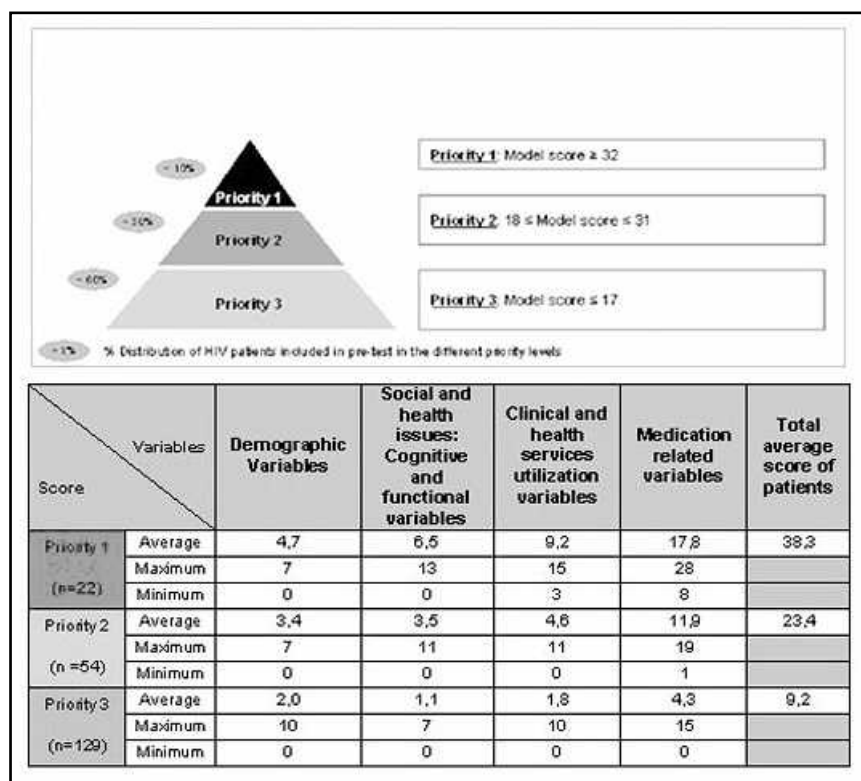 ~ 10%
Priority 1
Priority 1: Model score ≥ 32
Priority 2
Priority 2: 18 ≤ Model score ≤ 31
~ 60%
Priority 3
Priority 3: Model score ≤ 17
% Distribution of HIV patients included in pre-test in the different priority levels
Variables
Score
Demographic Variables
Social and health issues: Cognitive and functional variables
Clinical and health services utilization variables
Medication related variables
Total average score of patients
Priority 1
(n=22)
Average 4,7 6,5 9,2 17,8 38,3
Maximum 7 13 15 28
Minimum 0 0 3 8
Priority 2
(n =54)
Average 3,4 3,5 4,6 11,9 23,4
Maximum 7 11 11 19
Minimum 0 0 0 1
Priority 3
(n=129)
Average 2,0 1,1 1,8 4,3 9,2
Maximum 10 7 10 15
Minimum 0 0 0 0